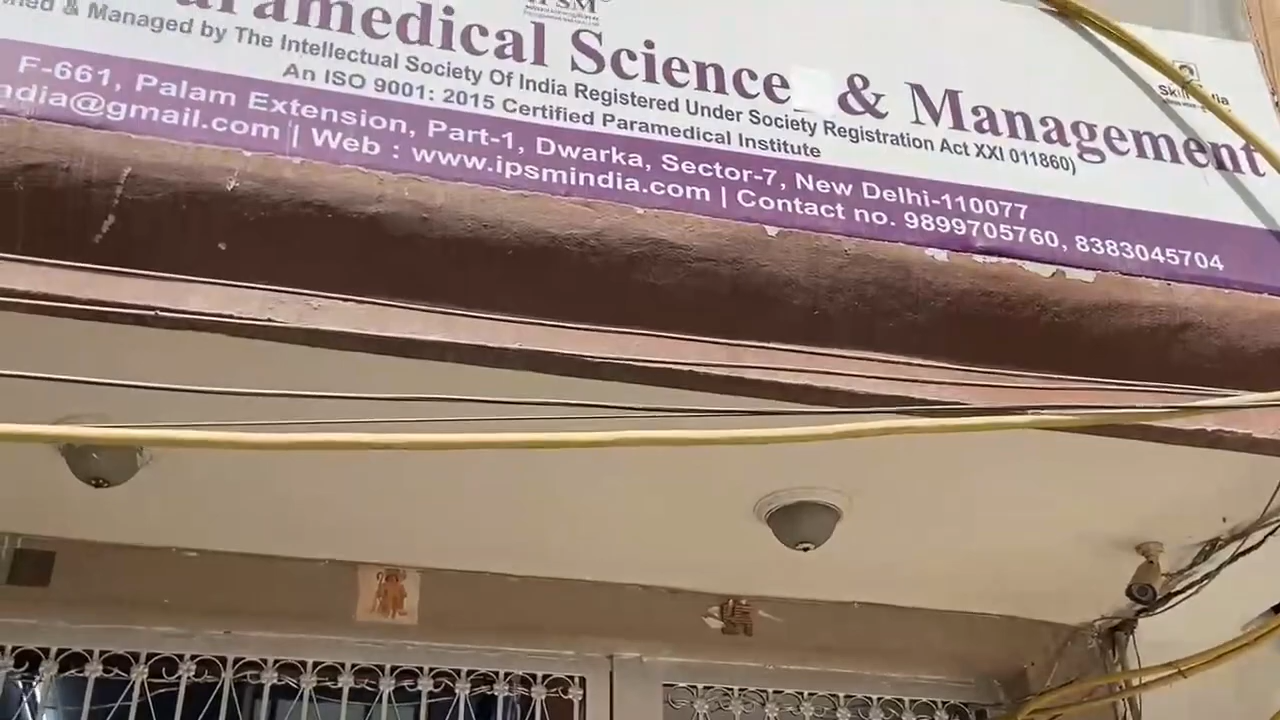 IPSM
Paramedical Science & Management
& Managed by The Intellectual Society Of India Registered Under Society Registration Act XXI 011860)
An ISO 9001: 2015 Certified Paramedical Institute
F-661, Palam Extension, Part-1, Dwarka, Sector-7, New Delhi-110077
ndia@gmail.com | Web : www.ipsmindia.com | Contact no. 9899705760, 8383045704